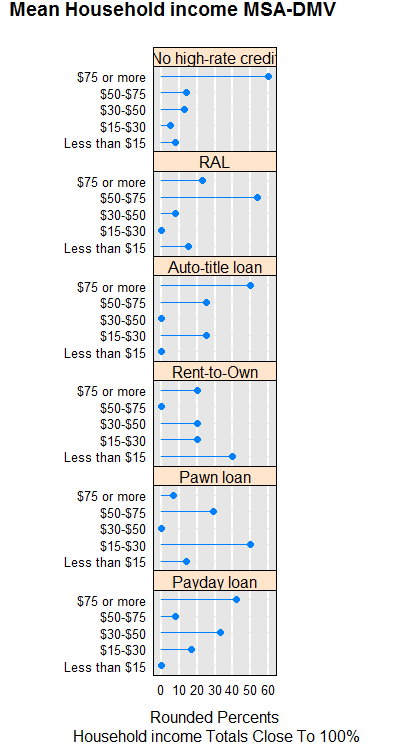 Mean Household income MSA-DMV
No high-rate credit
$75 or more
$50-$75
$30-$50
$15-$30
Less than $15
RAL
$75 or more
$50-$75
$30-$50
$15-$30
Less than $15
Auto-title loan
$75 or more
$50-$75
$30-$50
$15-$30
Less than $15
Rent-to-Own
$75 or more
$50-$75
$30-$50
$15-$30
Less than $15
Pawn loan
$75 or more
$50-$75
$30-$50
$15-$30
Less than $15
Payday loan
$75 or more
$50-$75
$30-$50
$15-$30
Less than $15
0 10 20 30 40 50 60
Rounded Percents
Household income Totals Close To 100%